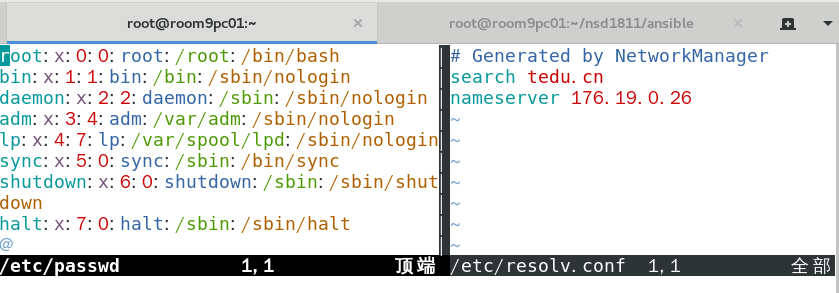 root@room9pc01:~
root@room9pc01:~/nsd1811/ansible
root:x:0:0:root:/root:/bin/bash
bin:x:1:1:bin:/bin:/sbin/nologin
daemon:x:2:2:daemon:/sbin:/sbin/nologin
adm:x:3:4:adm:/var/adm:/sbin/nologin
lp:x:4:7:lp:/var/spool/lpd:/sbin/nologin
sync:x:5:0:sync:/sbin:/bin/sync
shutdown:x:6:0:shutdown:/sbin:/sbin/shut
down
halt:x:7:0:halt:/sbin:/sbin/halt
@
/etc/passwd 1,1 顶端
# Generated by NetworkManager
search tedu.cn
nameserver 176.19.0.26
~
~
~
~
~
~
~
/etc/resolv.conf 1,1 全部